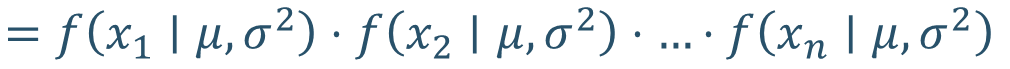 = f(x₁ | μ, σ²) · f(x₂ | μ, σ²) · … · f(xₙ | μ, σ²)